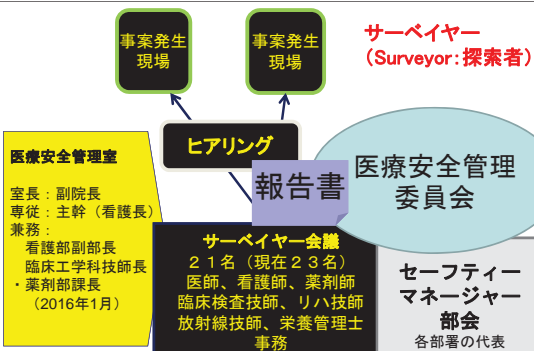 事案発生
現場
事案発生
現場
サーベイヤー
（Surveyor：探索者）
ヒアリング
医療安全管理室
室長：副院長
専従：主幹（看護長）
兼務：
看護部副部長
臨床工学科技師長
・薬剤部課長
（2016年1月）
報告書
医療安全管理
委員会
サーベイヤー会議
２１名（現在２３名）
医師、看護師、薬剤師
臨床検査技師、リハ技師
放射線技師、栄養管理士
事務
セーフティー
マネージャー
部会
各部署の代表